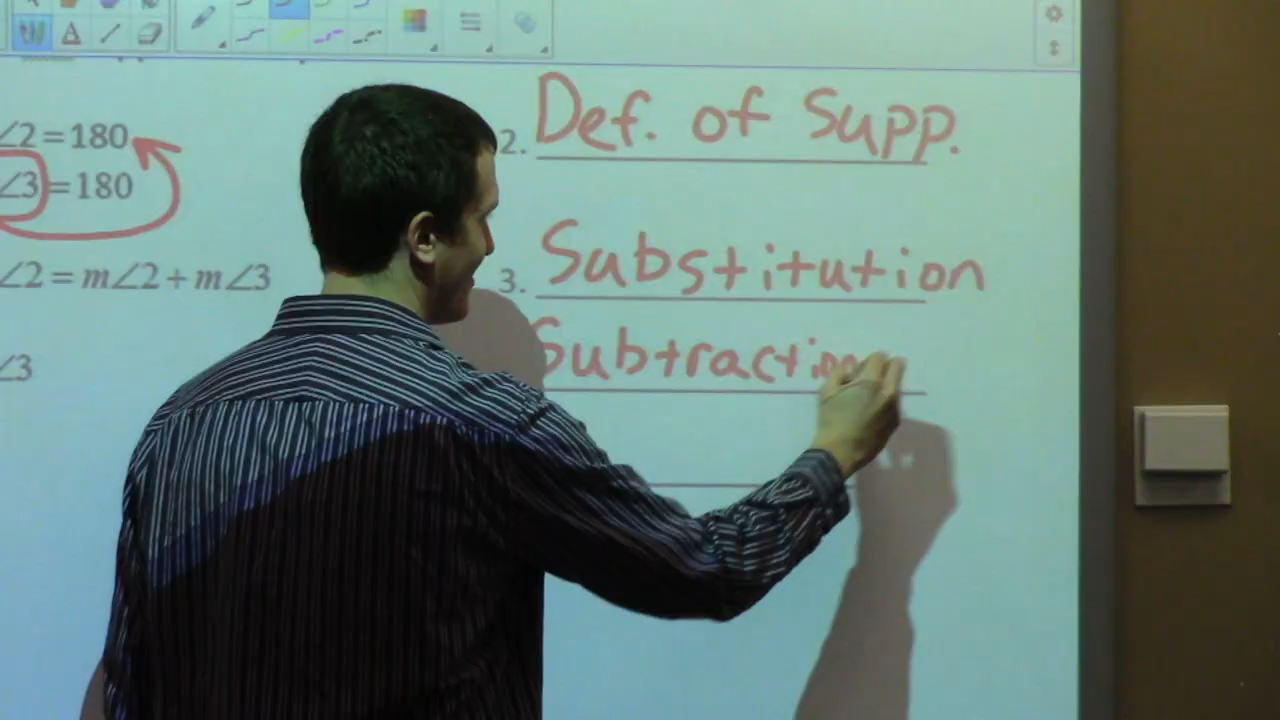 ∠2 = 180
2. Def. of Supp.
∠3 = 180
∠2 = m∠2 + m∠3
3. Substitution
∠3
Subtraction